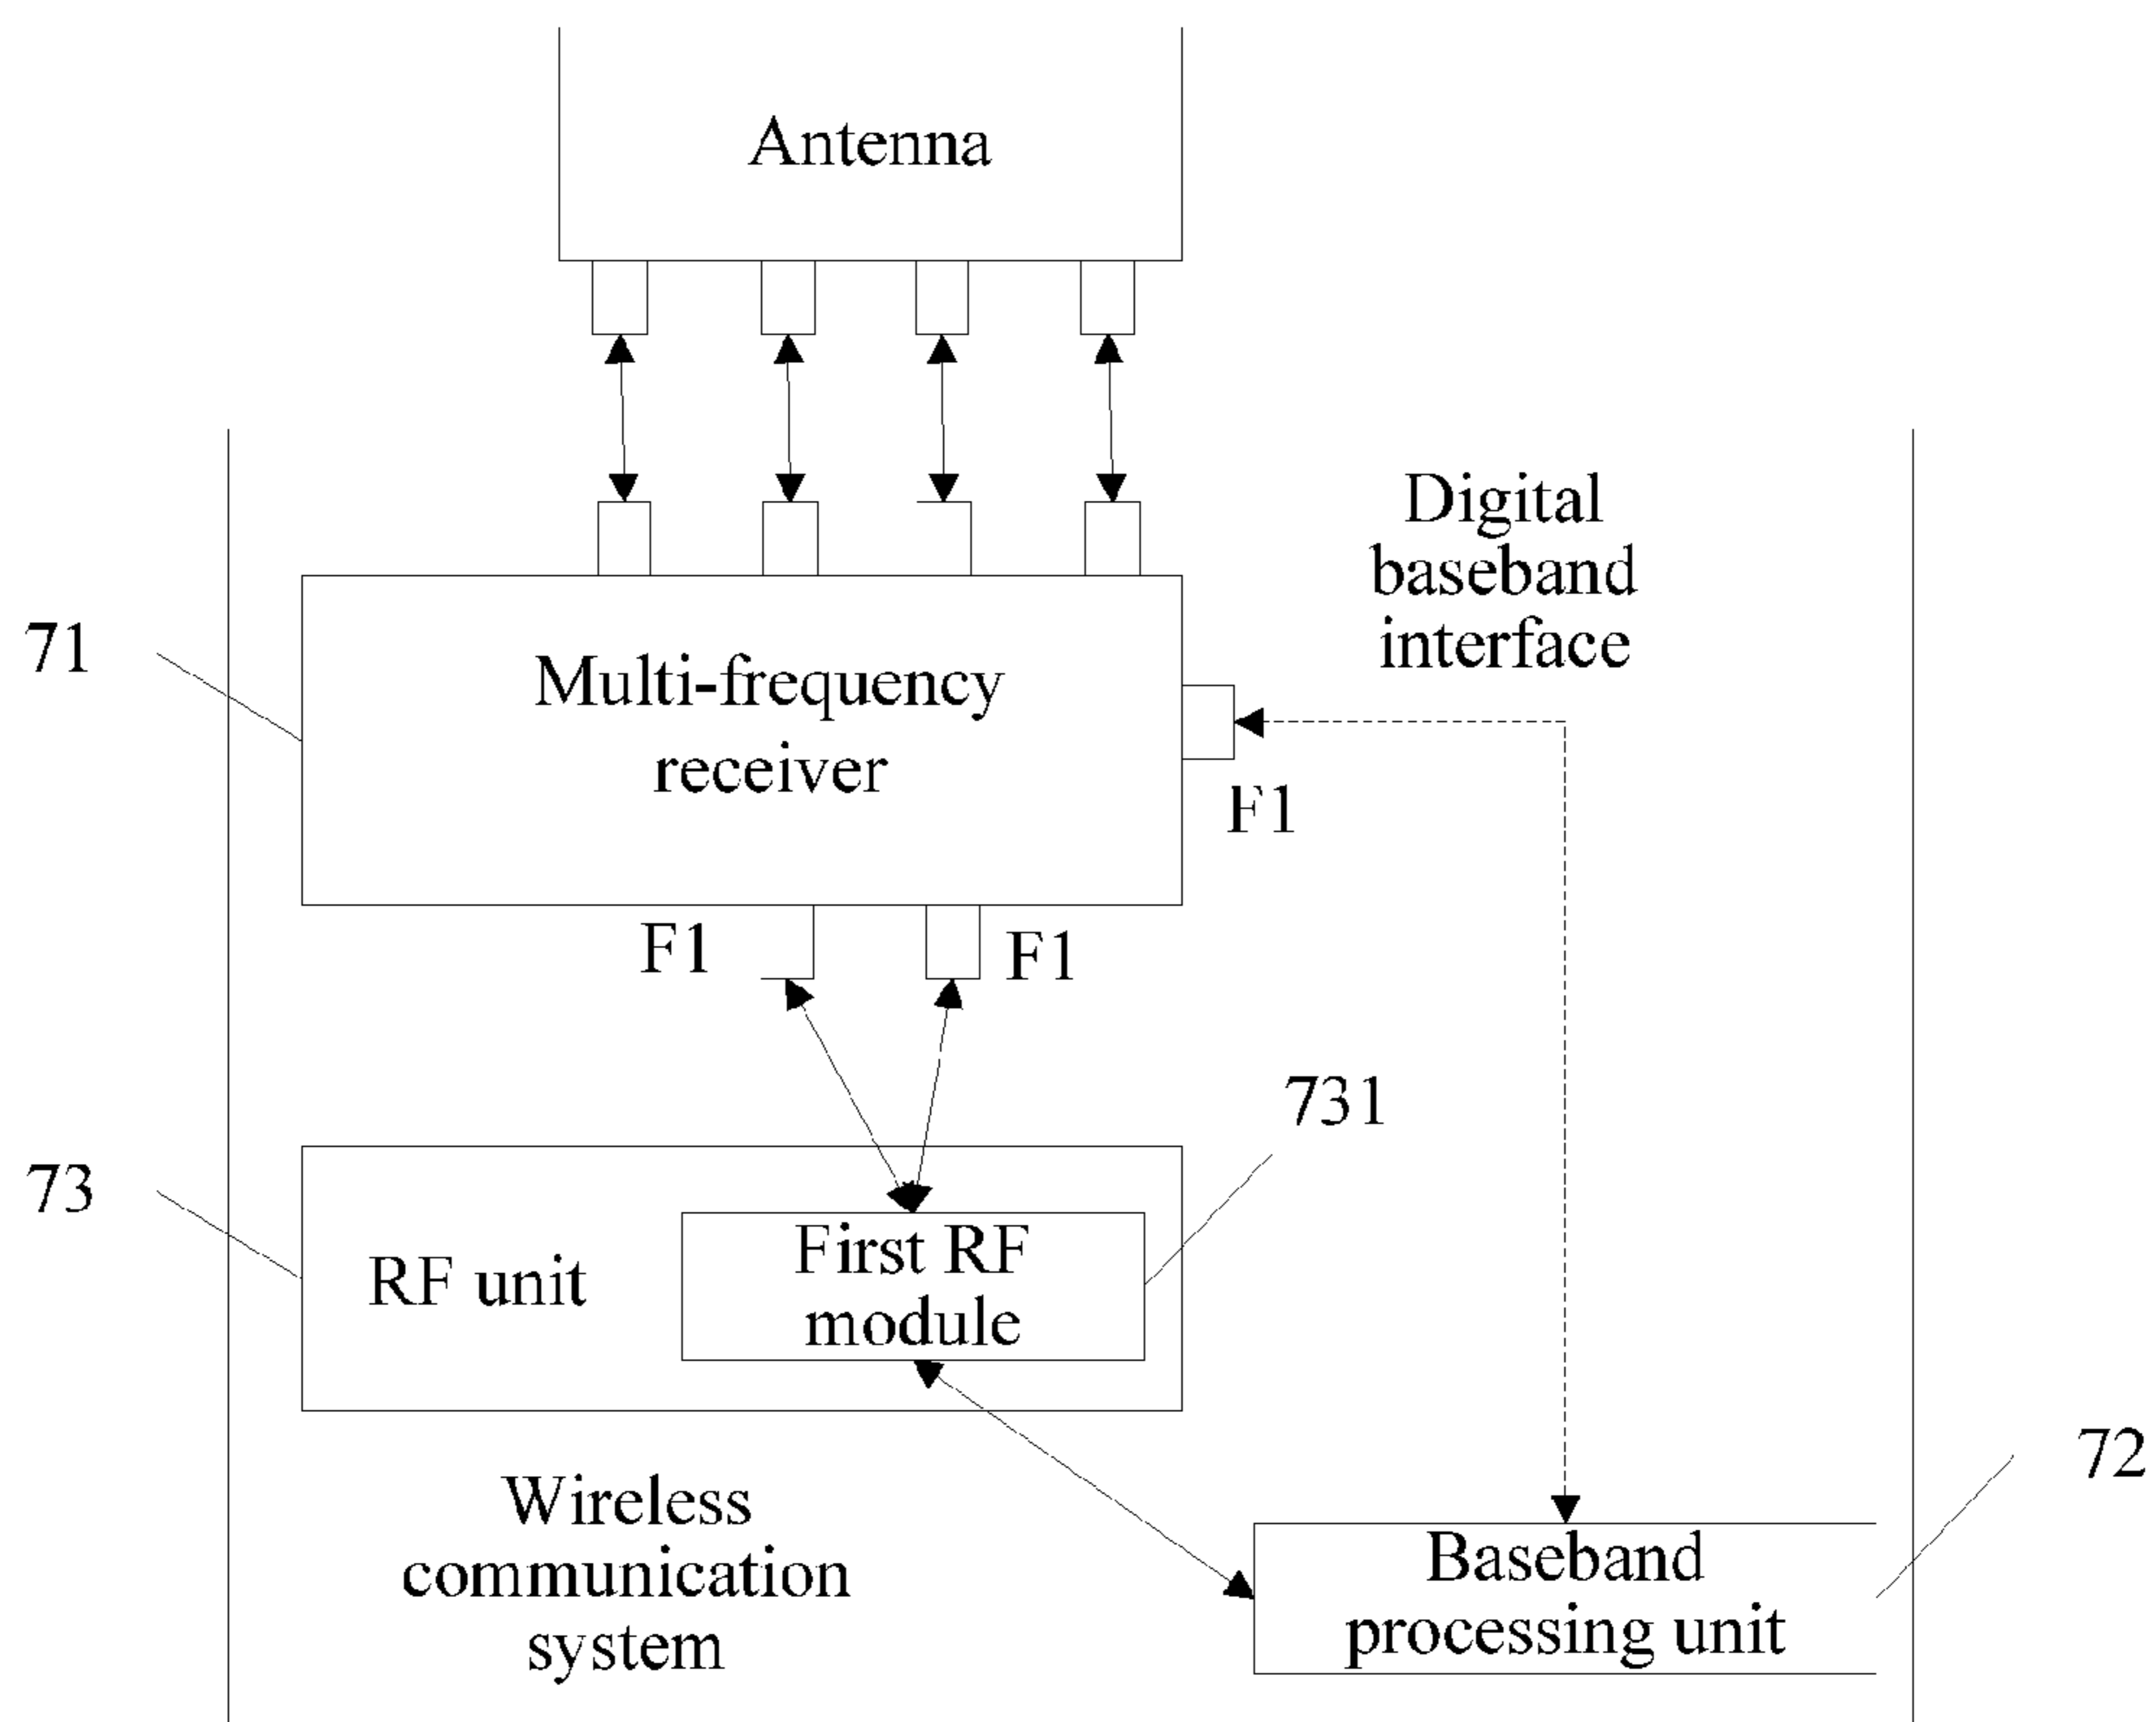 Antenna
Digital
baseband
interface
71
Multi-frequency
receiver
F1
F1
F1
731
73
First RF
module
RF unit
72
Wireless
communication
system
Baseband
processing unit